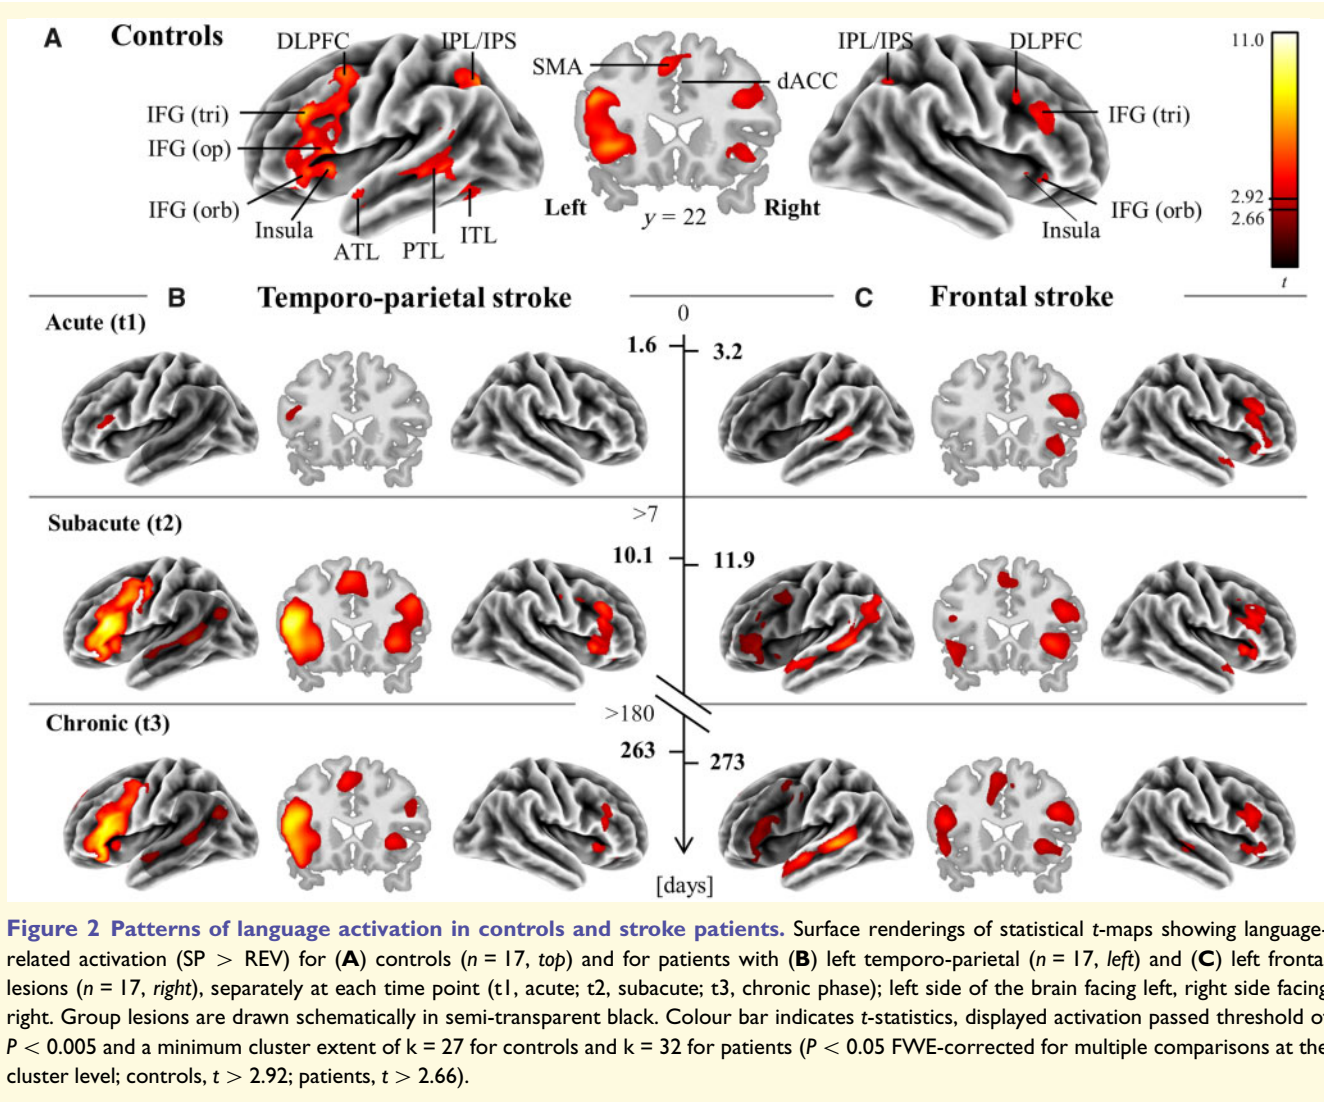 A Controls
DLPFC
IPL/IPS
IFG (tri)
IFG (op)
IFG (orb)
Insula
ATL
PTL
ITL
SMA
dACC
Left
Right
y = 22
IPL/IPS
DLPFC
IFG (tri)
IFG (orb)
Insula
11.0
2.92
2.66
t
B Temporo-parietal stroke
C Frontal stroke
Acute (t1)
0
1.6
3.2
Subacute (t2)
>7
10.1
11.9
Chronic (t3)
>180
263
273
[days]
Figure 2 Patterns of language activation in controls and stroke patients. Surface renderings of statistical t-maps showing language-
related activation (SP > REV) for (A) controls (n = 17, top) and for patients with (B) left temporo-parietal (n = 17, left) and (C) left fronta
lesions (n = 17, right), separately at each time point (t1, acute; t2, subacute; t3, chronic phase); left side of the brain facing left, right side facing
right. Group lesions are drawn schematically in semi-transparent black. Colour bar indicates t-statistics, displayed activation passed threshold o
P < 0.005 and a minimum cluster extent of k = 27 for controls and k = 32 for patients (P < 0.05 FWE-corrected for multiple comparisons at the
cluster level; controls, t > 2.92; patients, t > 2.66).